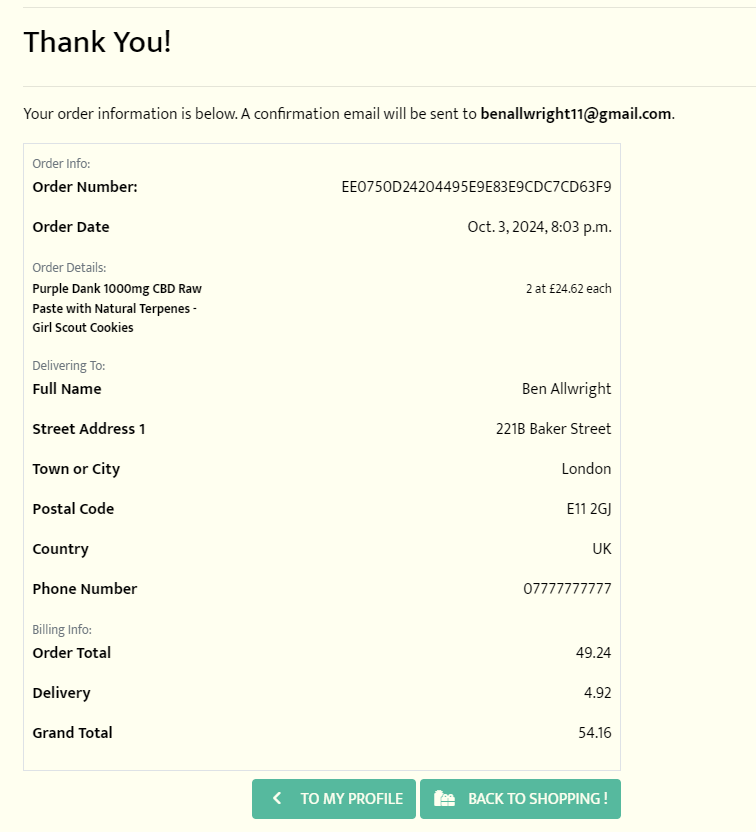 Thank You!
Your order information is below. A confirmation email will be sent to benallwright11@gmail.com.
Order Info:
Order Number: EE0750D24204495E9E83E9CDC7CD63F9
Order Date Oct. 3, 2024, 8:03 p.m.
Order Details:
Purple Dank 1000mg CBD Raw 2 at £24.62 each
Paste with Natural Terpenes -
Girl Scout Cookies
Delivering To:
Full Name Ben Allwright
Street Address 1 221B Baker Street
Town or City London
Postal Code E11 2GJ
Country UK
Phone Number 07777777777
Billing Info:
Order Total 49.24
Delivery 4.92
Grand Total 54.16
TO MY PROFILE BACK TO SHOPPING !